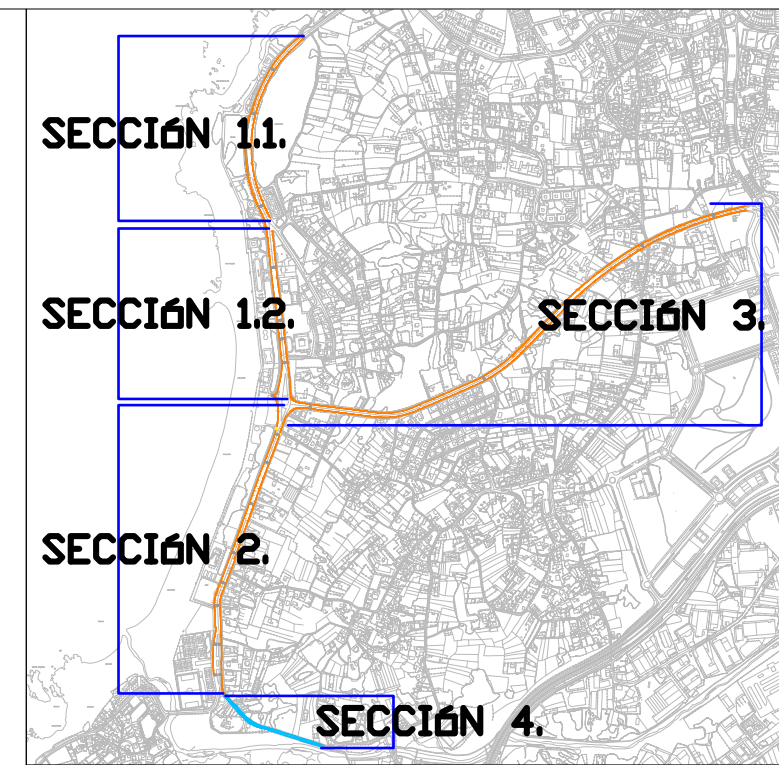 SECCIóN 1.1.
SECCIóN 1.2.
SECCIóN 3.
SECCIóN 2.
SECCIóN 4.